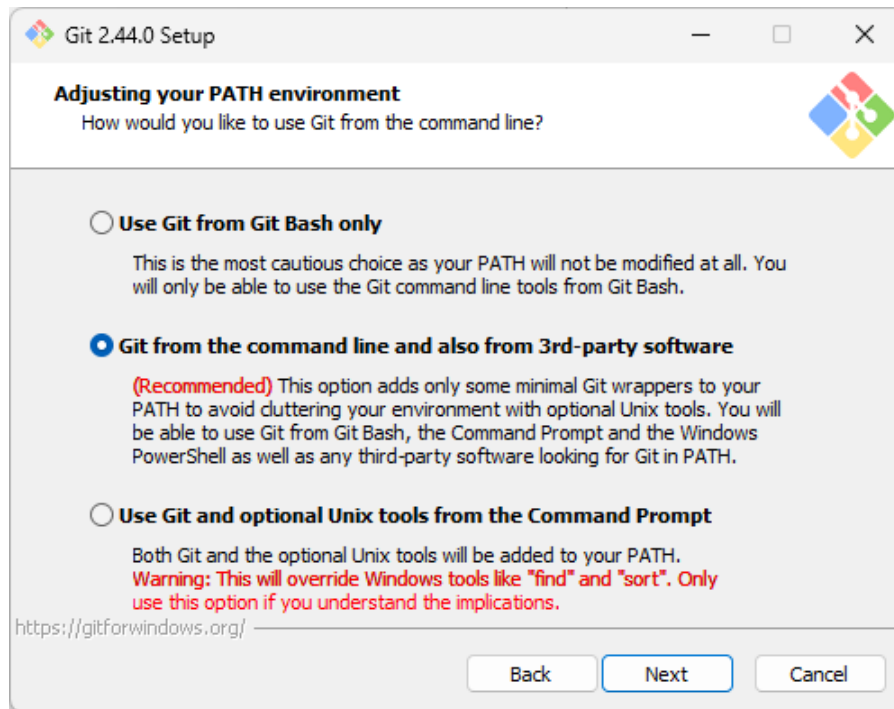 Git 2.44.0 Setup
Adjusting your PATH environment
How would you like to use Git from the command line?
Use Git from Git Bash only
This is the most cautious choice as your PATH will not be modified at all. You
will only be able to use the Git command line tools from Git Bash.
Git from the command line and also from 3rd-party software
(Recommended) This option adds only some minimal Git wrappers to your
PATH to avoid cluttering your environment with optional Unix tools. You will
be able to use Git from Git Bash, the Command Prompt and the Windows
PowerShell as well as any third-party software looking for Git in PATH.
Use Git and optional Unix tools from the Command Prompt
Both Git and the optional Unix tools will be added to your PATH.
Warning: This will override Windows tools like "find" and "sort". Only
use this option if you understand the implications.
https://gitforwindows.org/
Back Next Cancel